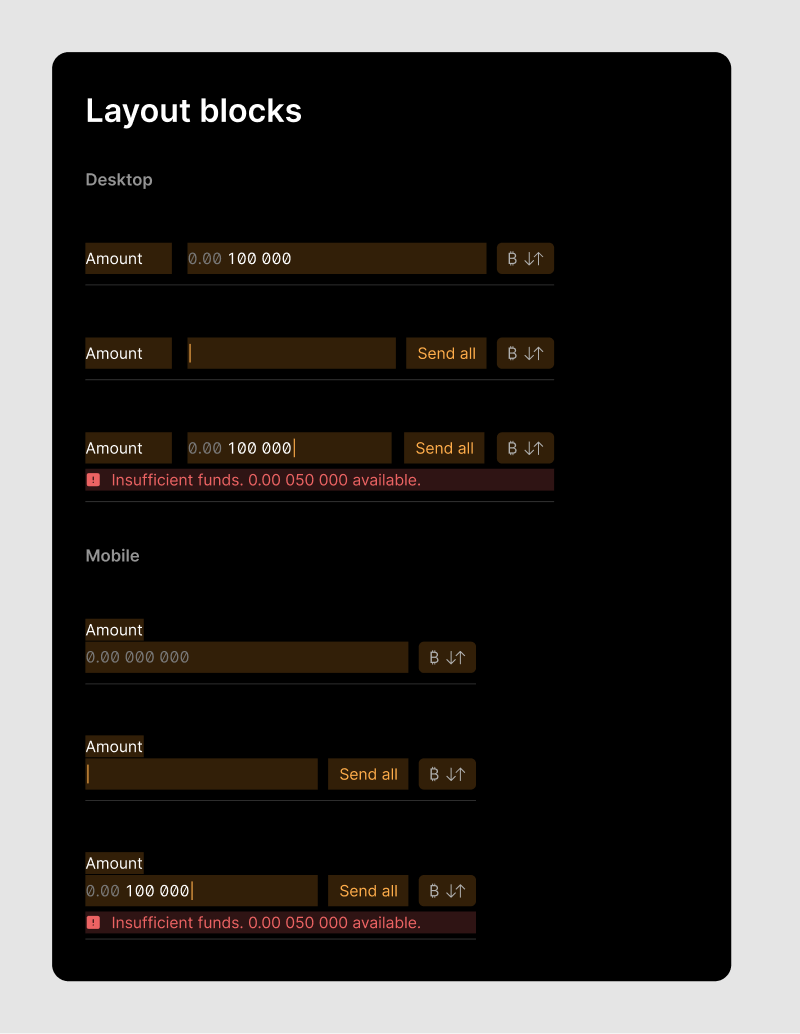 Layout blocks
Desktop
Amount 0.00 100 000 ₿ ↓↑
Amount Send all ₿ ↓↑
Amount 0.00 100 000 Send all ₿ ↓↑
Insufficient funds. 0.00 050 000 available.
Mobile
Amount
0.00 000 000 ₿ ↓↑
Amount
Send all ₿ ↓↑
Amount
0.00 100 000 Send all ₿ ↓↑
Insufficient funds. 0.00 050 000 available.